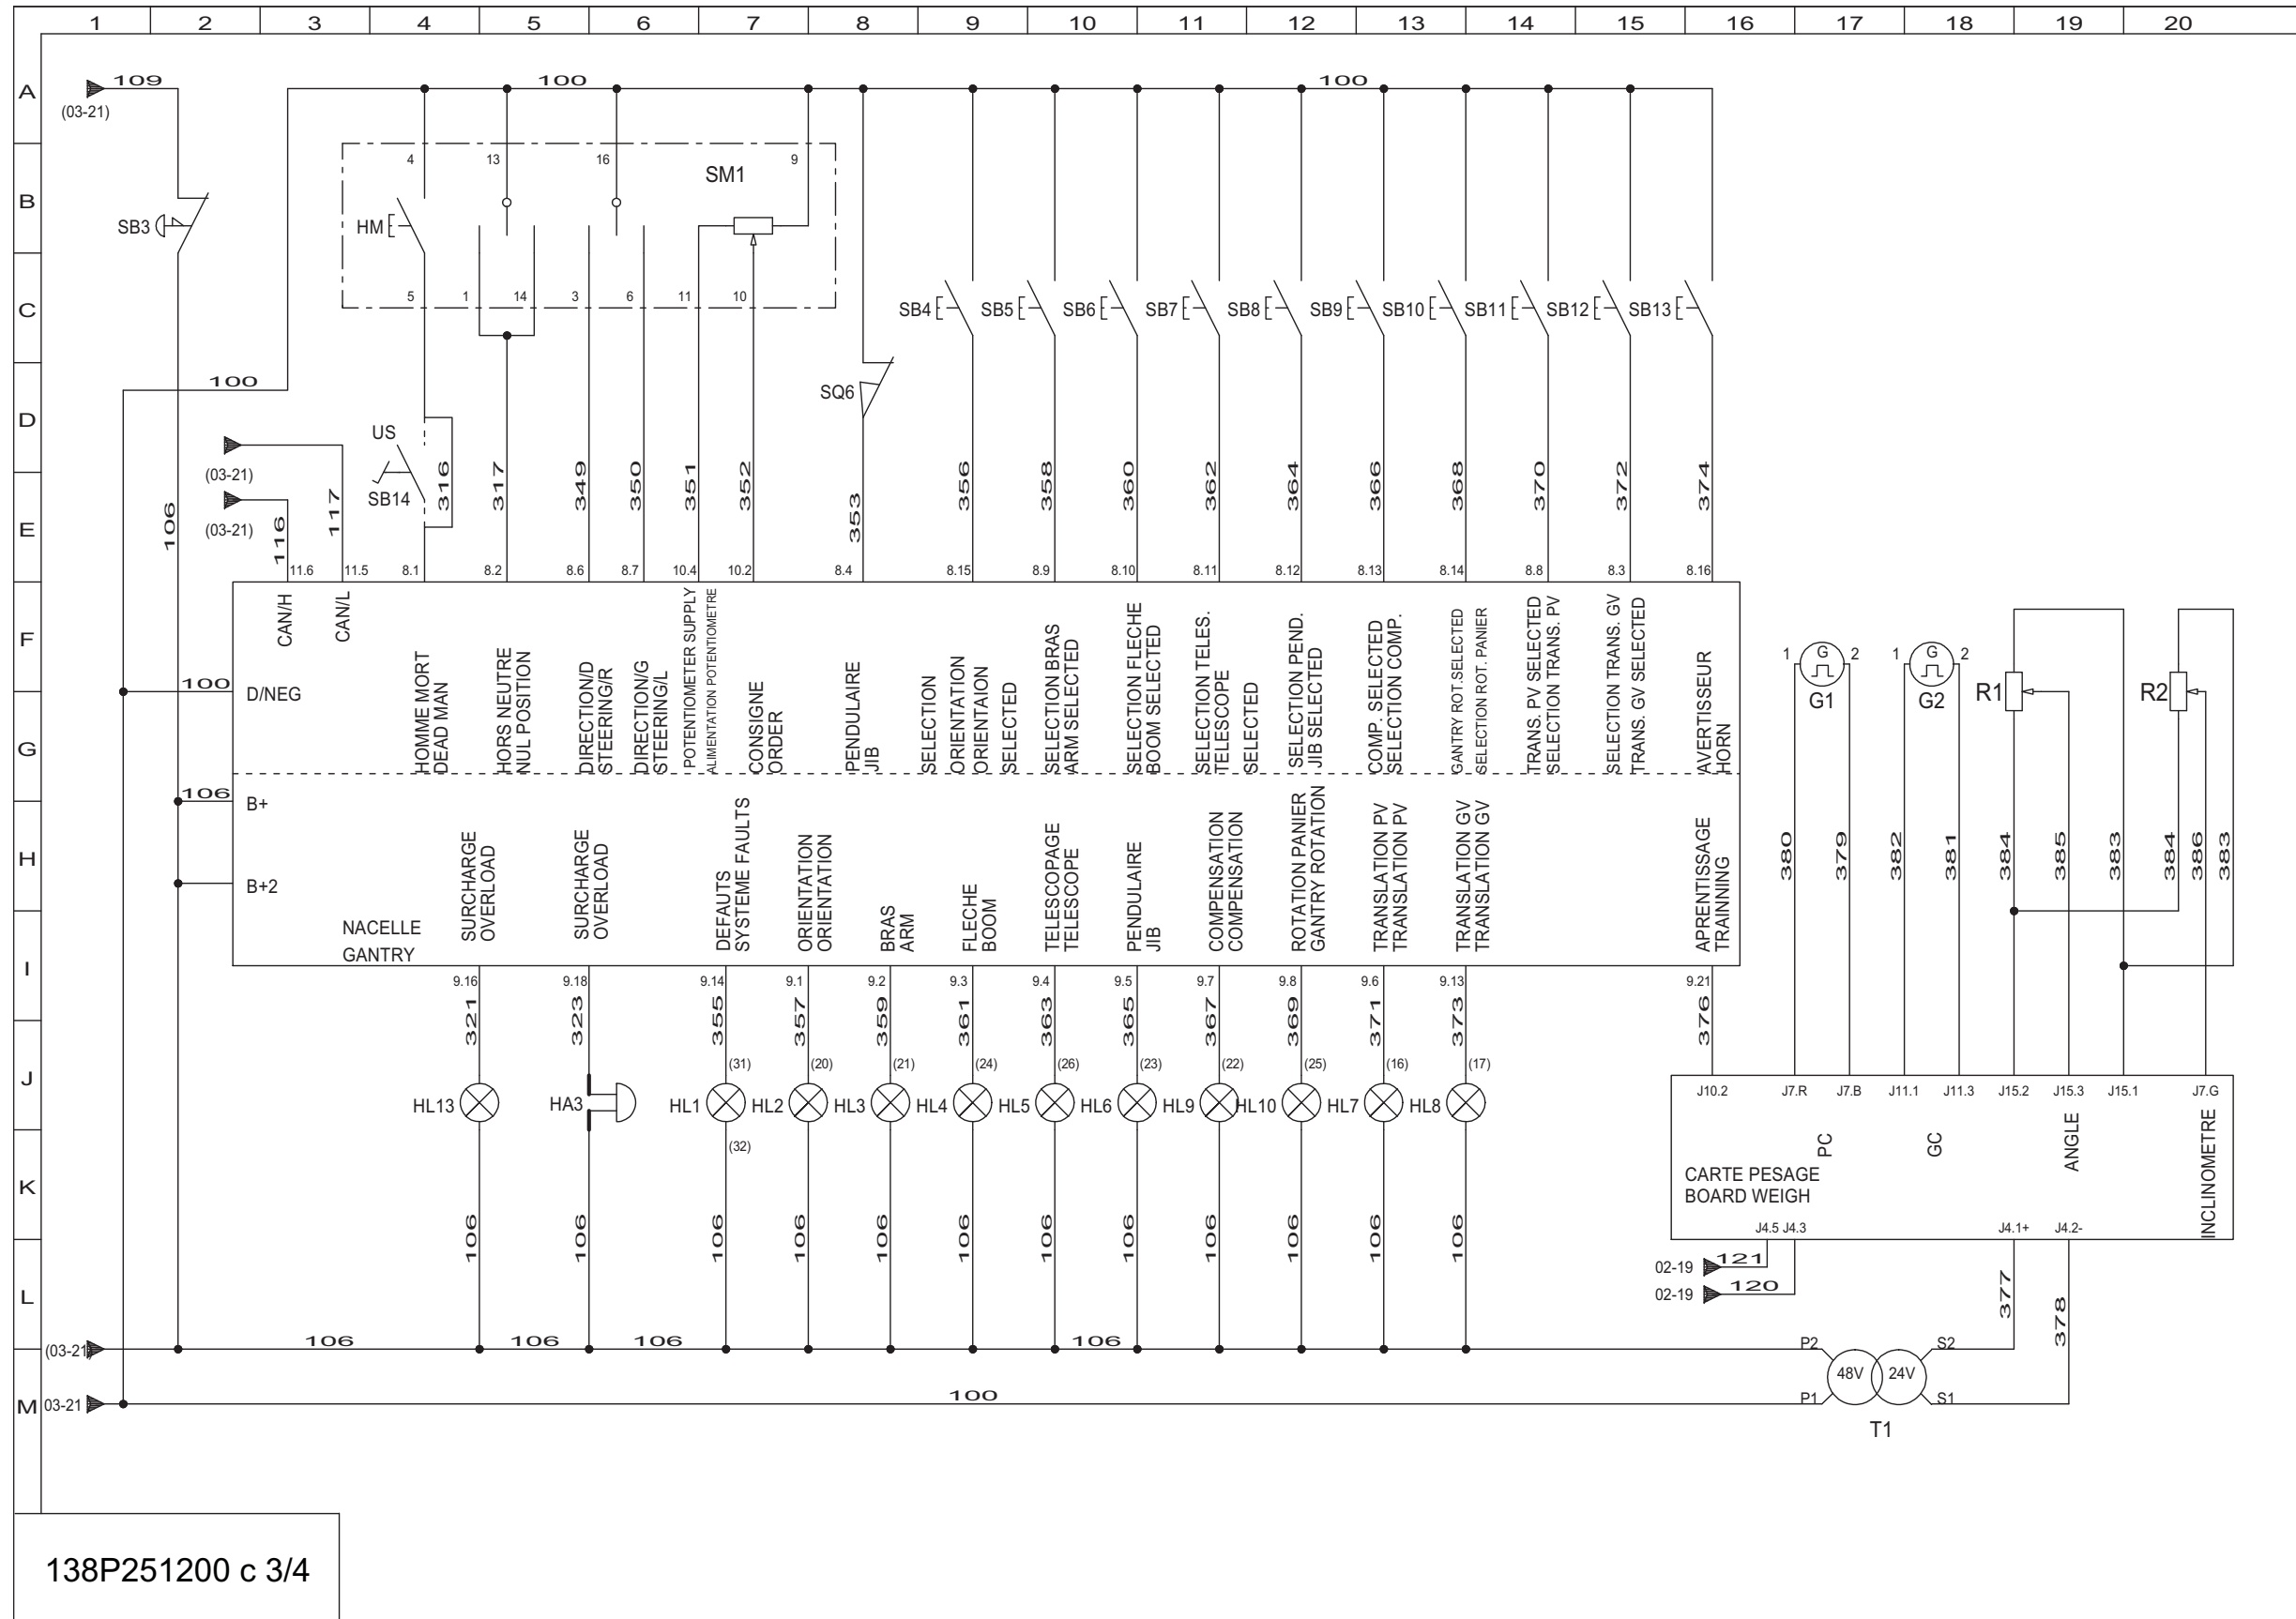 1 2 3 4 5 6 7 8 9 10 11 12 13 14 15 16 17 18 19 20
A
109
100
100
(03-21)
B
4
13
16
SM1
9
SB3
HM
C
5
1
14
3
6
11
10
SB4
SB5
SB6
SB7
SB8
SB9
SB10
SB11
SB12
SB13
D
100
SQ6
US
(03-21)
SB14
316
317
349
350
351
352
353
356
358
360
362
364
366
368
370
372
374
E
106
(03-21)
116
117
11.6
11.5
8.1
8.2
8.6
8.7
10.4
10.2
8.4
8.15
8.9
8.10
8.11
8.12
8.13
8.14
8.8
8.3
8.16
F
CAN/H
CAN/L
HOMME MORT
DEAD MAN
HORS NEUTRE
NUL POSITION
DIRECTION/D
STEERING/R
DIRECTION/G
STEERING/L
POTENTIOMETER SUPPLY
ALIMENTATION POTENTIOMETRE
CONSIGNE
ORDER
PENDULAIRE
JIB
SELECTION
ORIENTATION
ORIENTAION
SELECTED
SELECTION BRAS
ARM SELECTED
SELECTION FLECHE
BOOM SELECTED
SELECTION TELES.
TELESCOPE
SELECTED
SELECTION PEND.
JIB SELECTED
COMP. SELECTED
SELECTION COMP.
GANTRY ROT.SELECTED
SELECTION ROT. PANIER
TRANS. PV SELECTED
SELECTION TRANS. PV
SELECTION TRANS. GV
TRANS. GV SELECTED
AVERTISSEUR
HORN
1
G
2
G1
1
G
2
G2
R1
R2
100
D/NEG
G
106
B+
H
B+2
NACELLE
GANTRY
SURCHARGE
OVERLOAD
SURCHARGE
OVERLOAD
DEFAUTS
SYSTEME FAULTS
ORIENTATION
ORIENTATION
BRAS
ARM
FLECHE
BOOM
TELESCOPAGE
TELESCOPE
PENDULAIRE
JIB
COMPENSATION
COMPENSATION
ROTATION PANIER
GANTRY ROTATION
TRANSLATION PV
TRANSLATION PV
TRANSLATION GV
TRANSLATION GV
APRENTISSAGE
TRAINING
380
379
382
381
384
385
383
384
386
383
I
9.16
9.18
9.14
9.1
9.2
9.3
9.4
9.5
9.7
9.8
9.6
9.13
9.21
321
323
355
357
359
361
363
365
367
369
371
373
376
J
(31)
(20)
(21)
(24)
(26)
(23)
(22)
(25)
(16)
(17)
HL13
HA3
HL1
HL2
HL3
HL4
HL5
HL6
HL9
HL10
HL7
HL8
(32)
J10.2
J7.R
J7.B
J11.1
J11.3
J15.2
J15.3
J15.1
J7.G
K
PC
GC
ANGLE
INCLINOMETRE
CARTE PESAGE
BOARD WEIGH
J4.5
J4.3
J4.1+
J4.2-
106
106
106
106
106
106
106
106
106
106
106
106
L
02-19
121
02-19
120
377
378
(03-21)
106
106
106
106
P2
S2
M
03-21
100
48V
24V
P1
S1
T1
138P251200 c 3/4